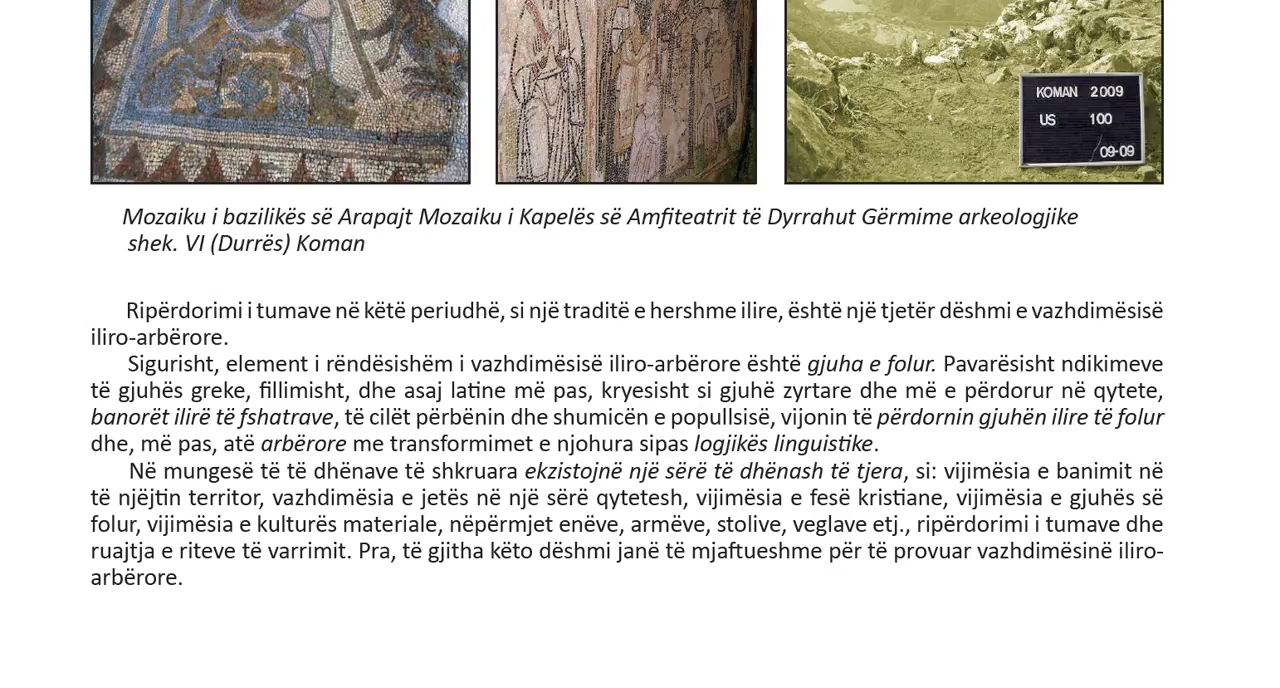 KOMAN 2009
US 100
09-09
Mozaiku i bazilikës së Arapajt Mozaiku i Kapelës së Amfiteatrit të Dyrrahut Gërmime arkeologjike
shek. VI (Durrës) Koman
Ripërdorimi i tumave në këtë periudhë, si një traditë e hershme ilire, është një tjetër dëshmi e vazhdimësisë
iliro-arbërore.
Sigurisht, element i rëndësishëm i vazhdimësisë iliro-arbërore është gjuha e folur. Pavarësisht ndikimeve
të gjuhës greke, fillimisht, dhe asaj latine më pas, kryesisht si gjuhë zyrtare dhe më e përdorur në qytete,
banorët ilirë të fshatrave, të cilët përbënin dhe shumicën e popullsisë, vijonin të përdornin gjuhën ilire të folur
dhe, më pas, atë arbërore me transformimet e njohura sipas logjikës linguistike.
Në mungesë të të dhënave të shkruara ekzistojnë një sërë të dhënash të tjera, si: vijimësia e banimit në
të njëjtin territor, vazhdimësia e jetës në një sërë qytetesh, vijimësia e fesë kristiane, vijimësia e gjuhës së
folur, vijimësia e kulturës materiale, nëpërmjet enëve, armëve, stolive, veglave etj., ripërdorimi i tumave dhe
ruajtja e riteve të varrimit. Pra, të gjitha këto dëshmi janë të mjaftueshme për të provuar vazhdimësinë iliro-
arbërore.